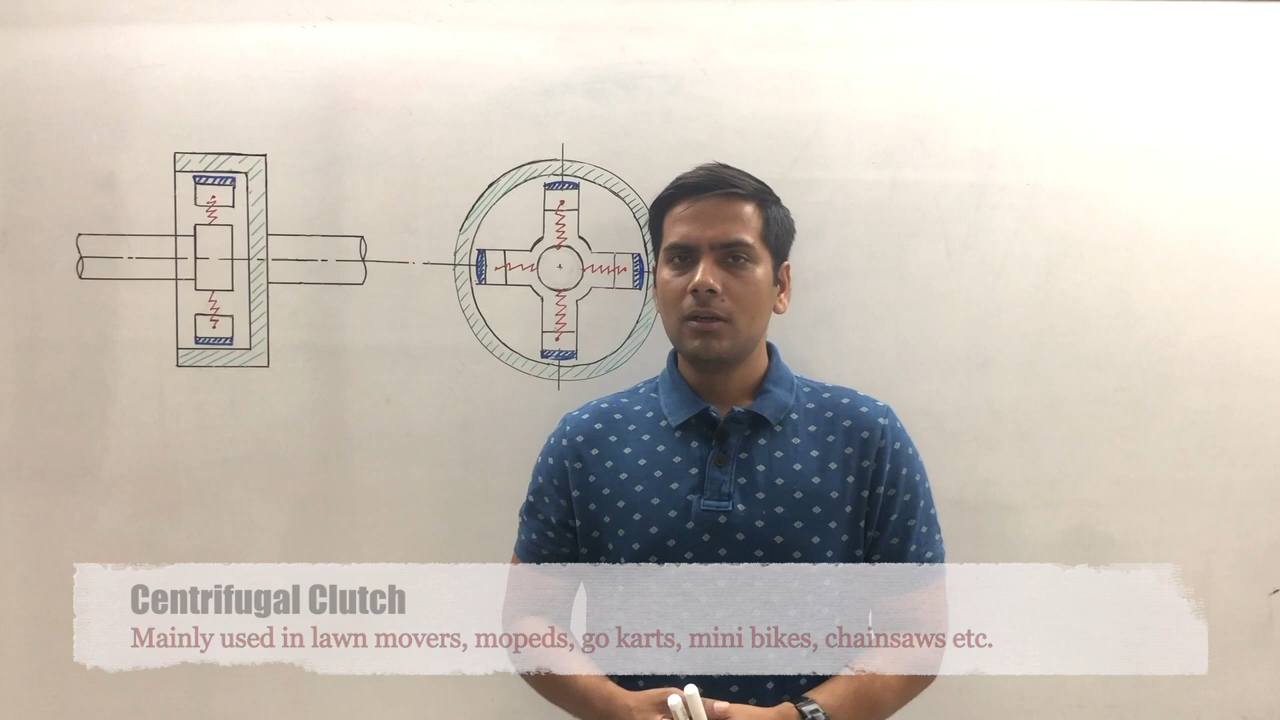 Centrifugal Clutch
Mainly used in lawn movers, mopeds, go karts, mini bikes, chainsaws etc.